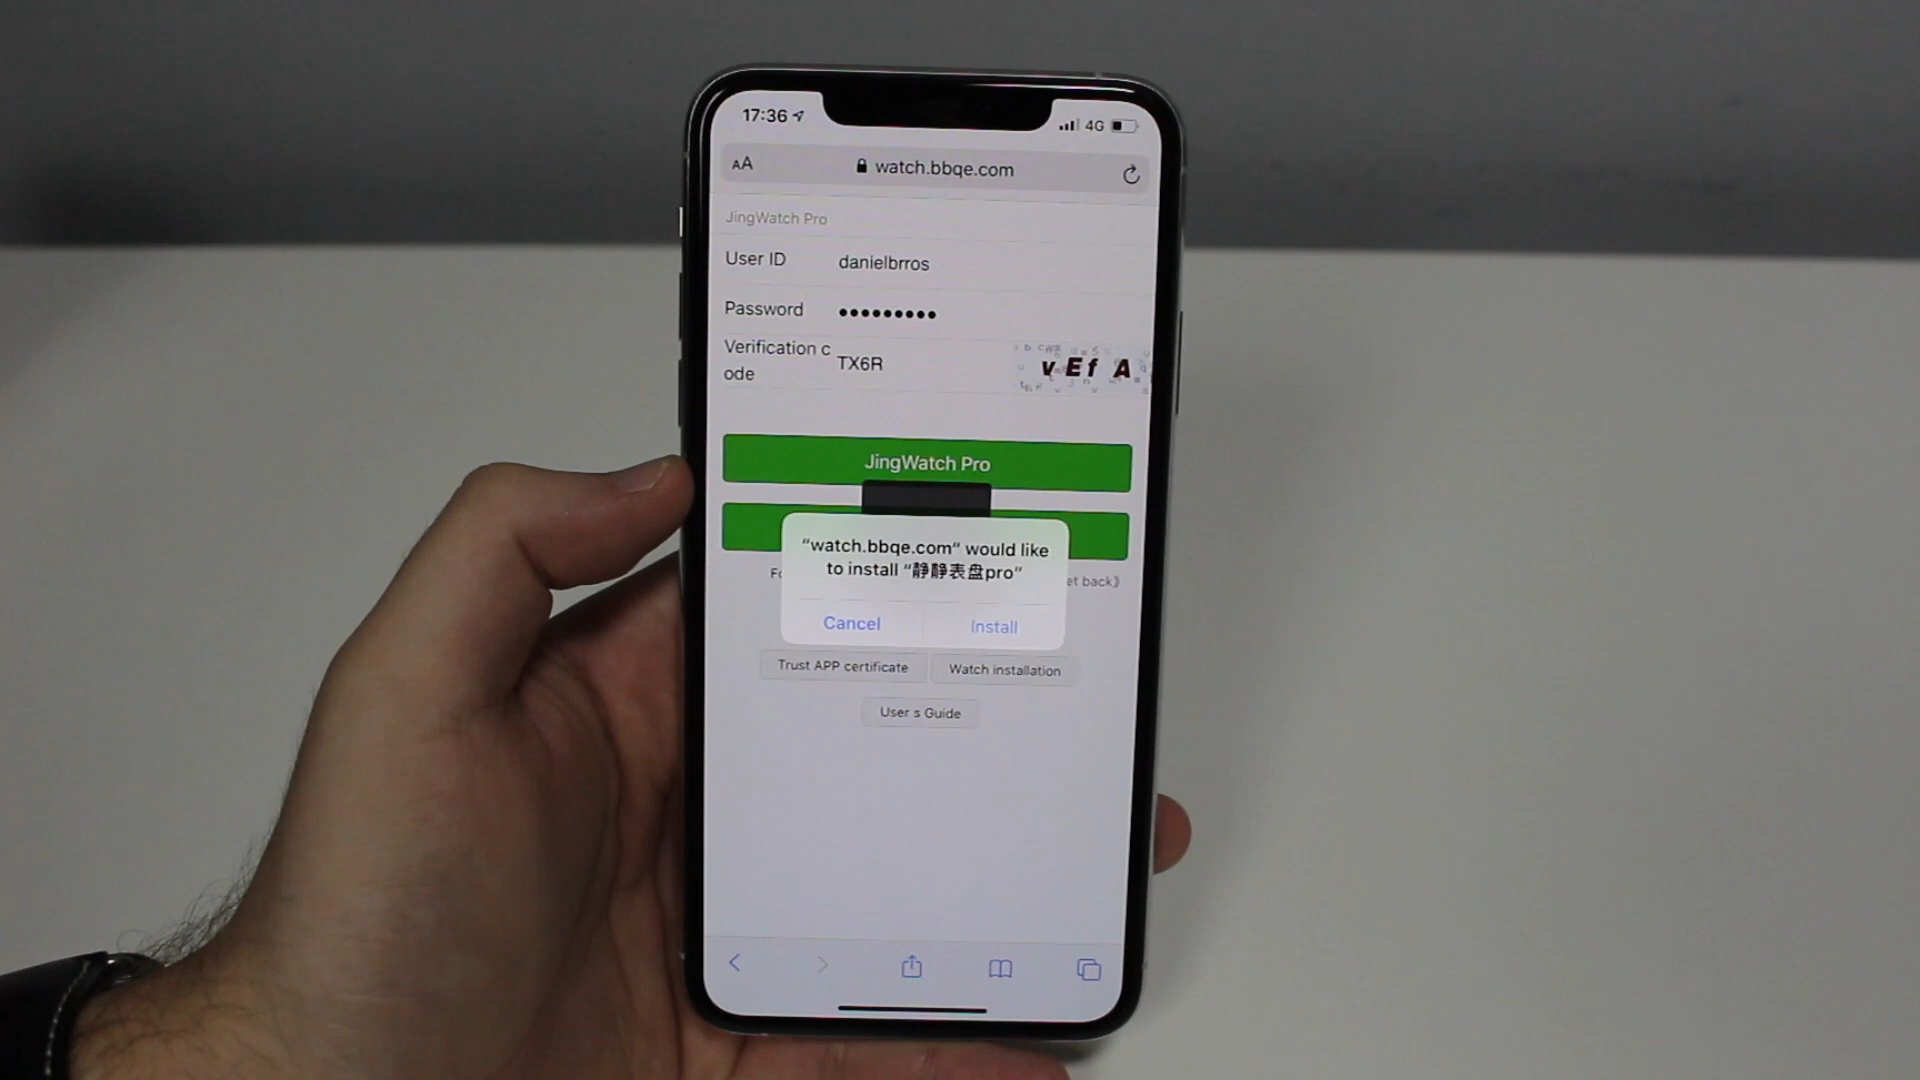 17:36
4G
AA
watch.bbqe.com
JingWatch Pro
User ID
danielbrros
Password
•••••••••
Verification c
ode
TX6R
vEfA
JingWatch Pro
"watch.bbqe.com" would like
to install "静静表盘pro"
Fo
et back》
Cancel
Install
Trust APP certificate
Watch installation
User s Guide